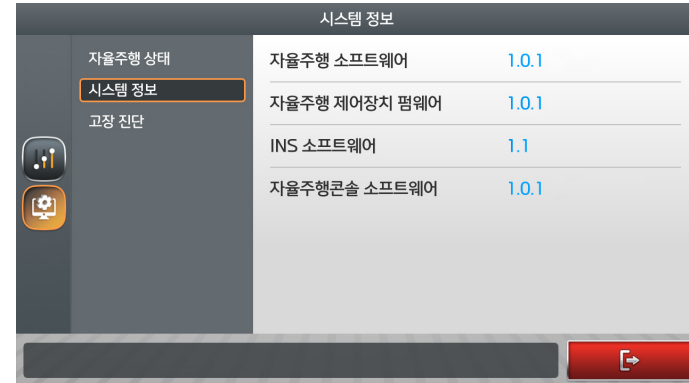 시스템 정보
자율주행 상태
시스템 정보
고장 진단
자율주행 소프트웨어 1.0.1
자율주행 제어장치 펌웨어 1.0.1
INS 소프트웨어 1.1
자율주행콘솔 소프트웨어 1.0.1